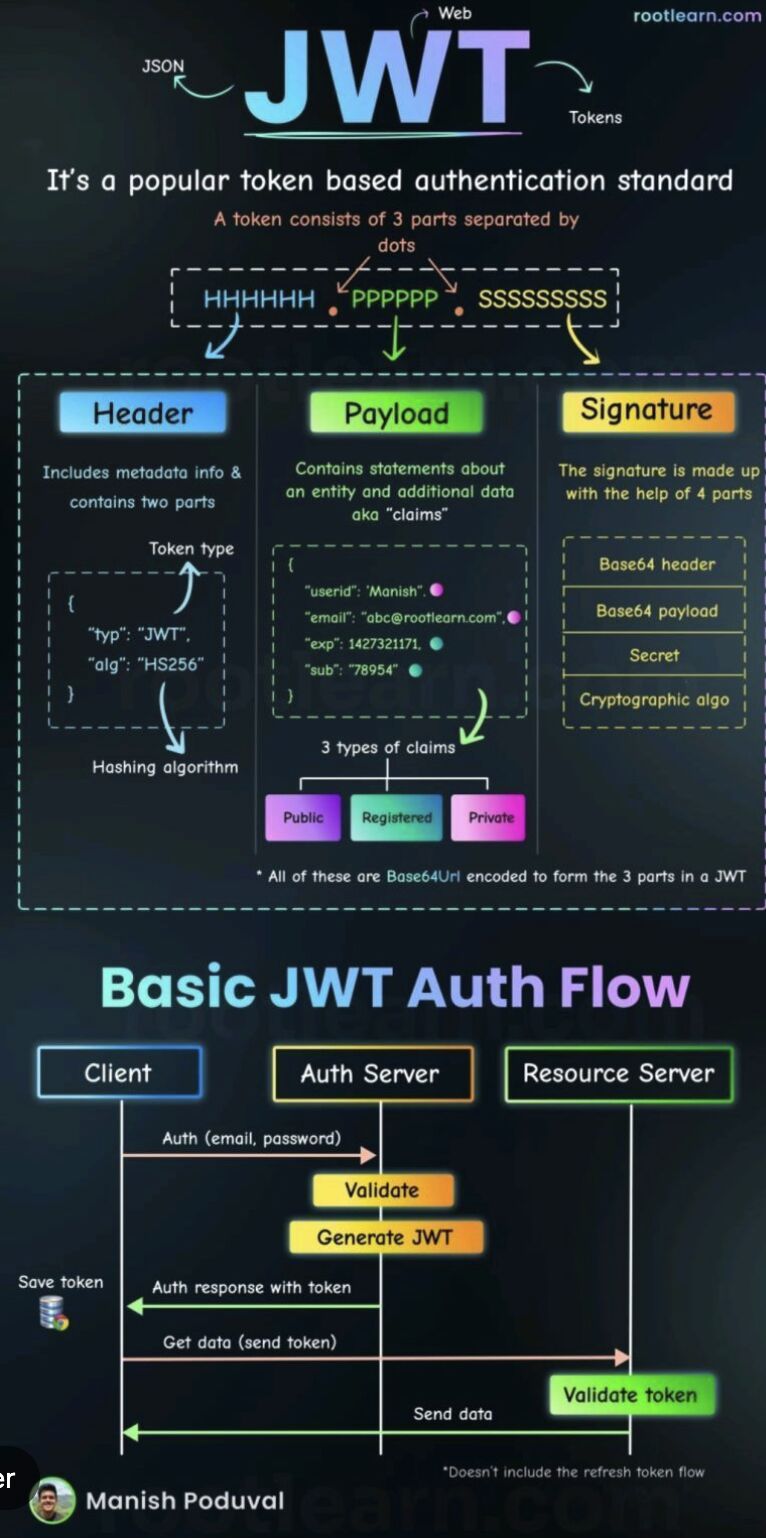 Web
rootlearn.com
JSON
JWT
Tokens
It's a popular token based authentication standard
A token consists of 3 parts separated by
dots
HHHHHH . PPPPPP . SSSSSSSSS
Header
Includes metadata info &
contains two parts
Token type
{
"typ": "JWT",
"alg": "HS256"
}
Hashing algorithm
Payload
Contains statements about
an entity and additional data
aka "claims"
{
"userid": 'Manish",
"email": "abc@rootlearn.com",
"exp": 1427321171,
"sub": "78954"
}
3 types of claims
Public Registered Private
Signature
The signature is made up
with the help of 4 parts
Base64 header
Base64 payload
Secret
Cryptographic algo
* All of these are Base64Url encoded to form the 3 parts in a JWT
Basic JWT Auth Flow
Client Auth Server Resource Server
Auth (email, password)
Validate
Generate JWT
Save token
Auth response with token
Get data (send token)
Validate token
Send data
*Doesn't include the refresh token flow
er
Manish Poduval